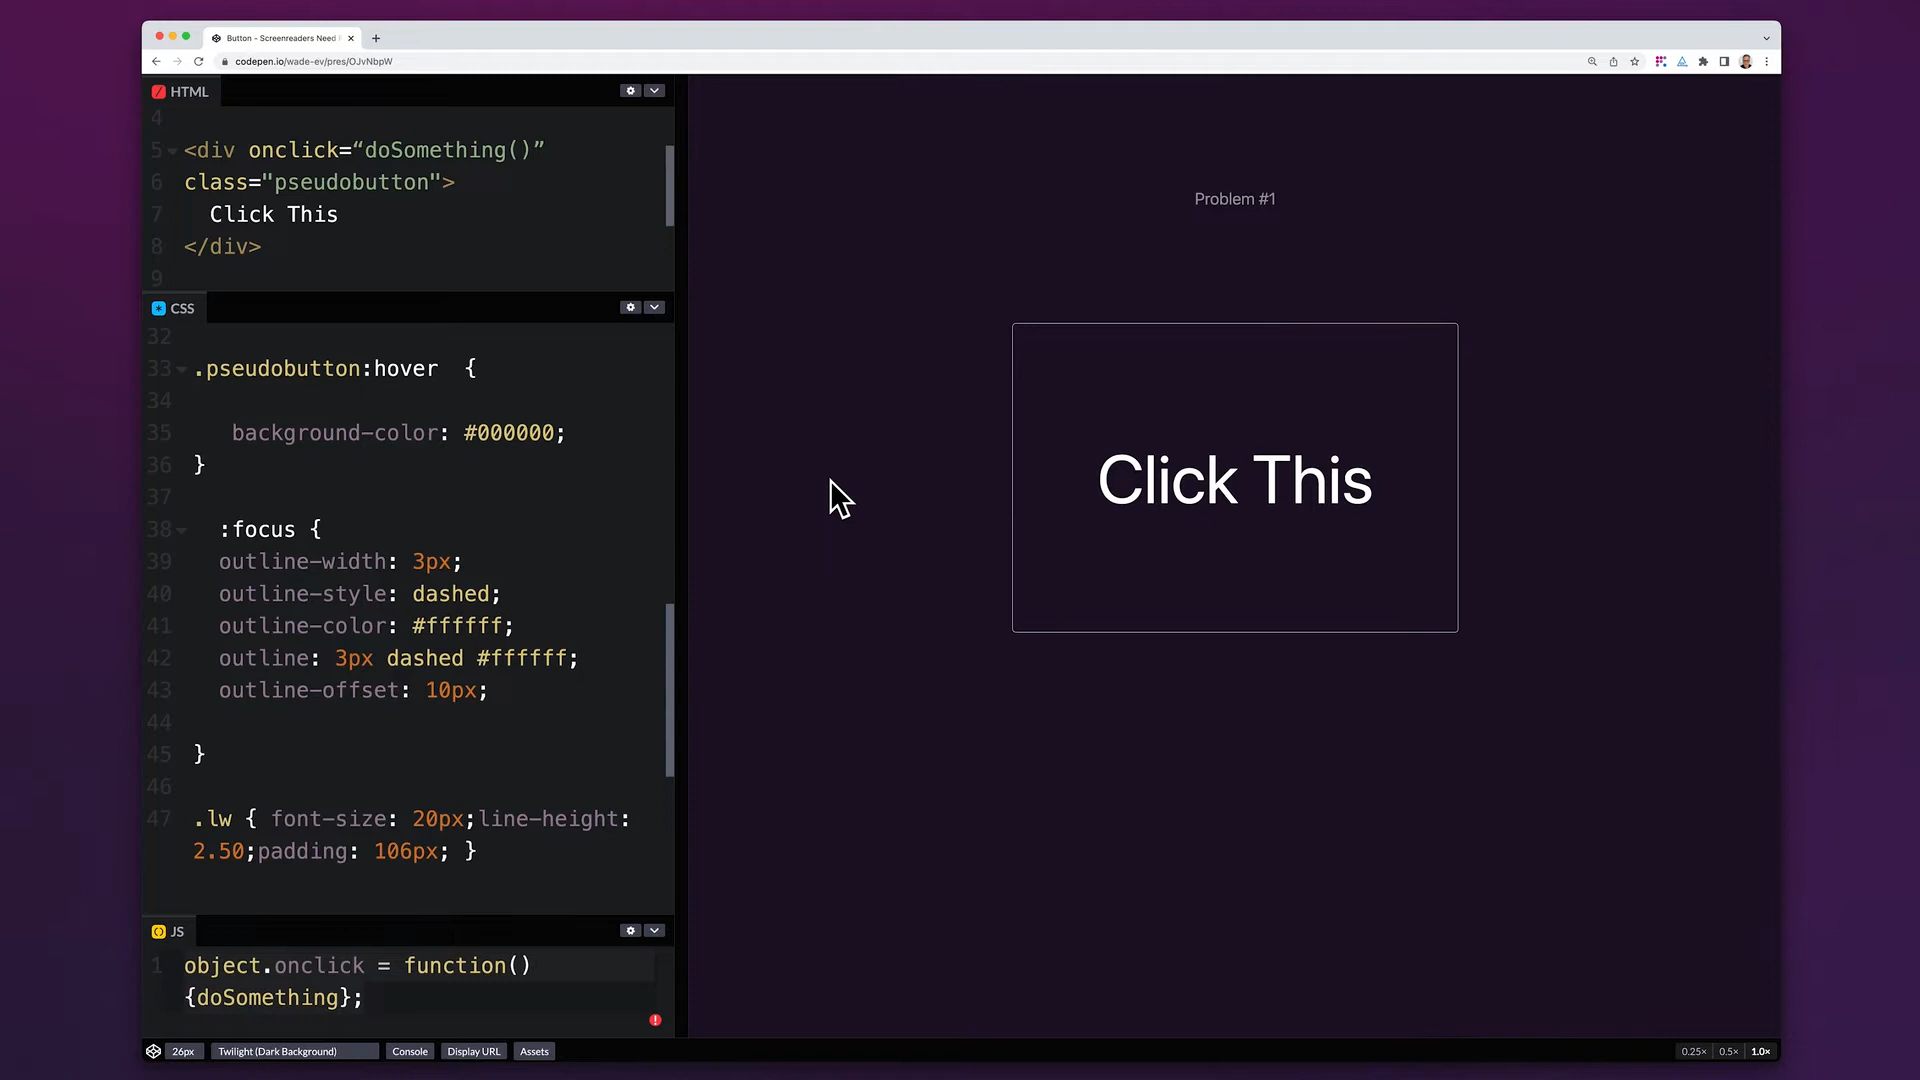 Button - Screenreaders Need
codepen.io/wade-ev/pres/OJvNbpW
HTML
4
5 <div onclick=“doSomething()”
6 class="pseudobutton">
7 Click This
8 </div>
9
CSS
32
33 .pseudobutton:hover {
34
35 background-color: #000000;
36 }
37
38 :focus {
39 outline-width: 3px;
40 outline-style: dashed;
41 outline-color: #ffffff;
42 outline: 3px dashed #ffffff;
43 outline-offset: 10px;
44
45 }
46
47 .lw { font-size: 20px;line-height:
2.50;padding: 106px; }
JS
1 object.onclick = function()
{doSomething};
26px Twilight (Dark Background) Console Display URL Assets
Problem #1
Click This
0.25× 0.5× 1.0×